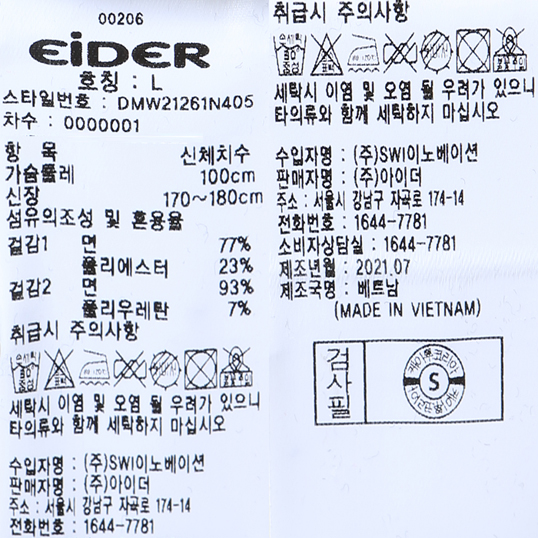 00206
EiDER
호칭 : L
스타일번호 : DMW21261N405
차수 : 0000001
항 목 신체치수
가슴둘레 100cm
신장 170~180cm
섬유의조성 및 혼용율
겉감1 면 77%
폴리에스터 23%
겉감2 면 93%
폴리우레탄 7%
취급시 주의사항
손세탁
30℃
중성
세탁시 이염 및 오염 될 우려가 있으니
타의류와 함께 세탁하지 마십시오
수입자명 : (주)SWI이노베이션
판매자명 : (주)아이더
주소 : 서울시 강남구 자곡로 174-14
전화번호 : 1644-7781
취급시 주의사항
손세탁
30℃
중성
세탁시 이염 및 오염 될 우려가 있으니
타의류와 함께 세탁하지 마십시오
수입자명 : (주)SWI이노베이션
판매자명 : (주)아이더
주소 : 서울시 강남구 자곡로 174-14
전화번호 : 1644-7781
소비자상담실 : 1644-7781
제조년월 : 2021.07
제조국명 : 베트남
(MADE IN VIETNAM)
검사필
S